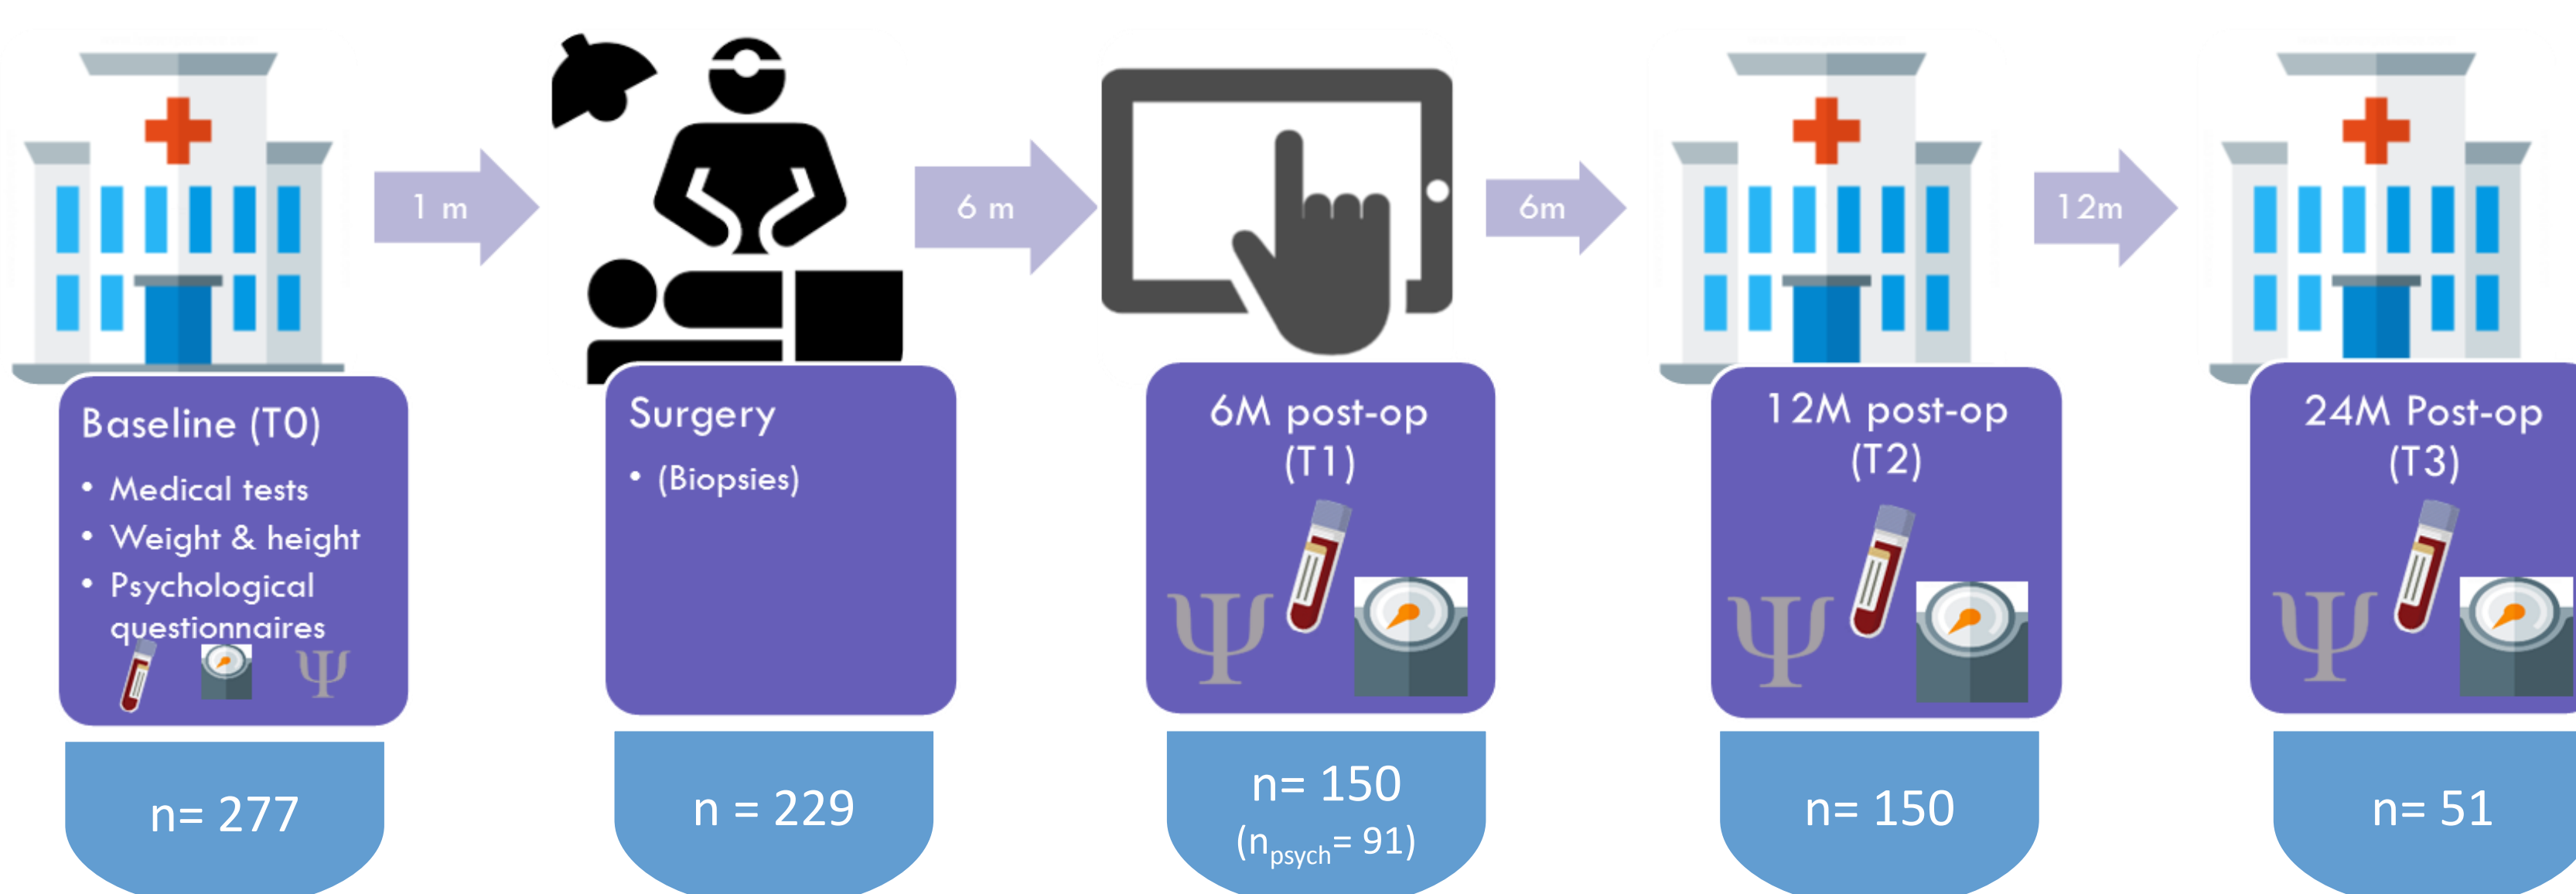 1 m
6 m
6m
12m
Baseline (T0)
• Medical tests
• Weight & height
• Psychological
questionnaires
Ψ
n= 277
Surgery
• (Biopsies)
n = 229
6M post-op
(T1)
Ψ
n= 150
(npsych= 91)
12M post-op
(T2)
Ψ
n= 150
24M Post-op
(T3)
Ψ
n= 51